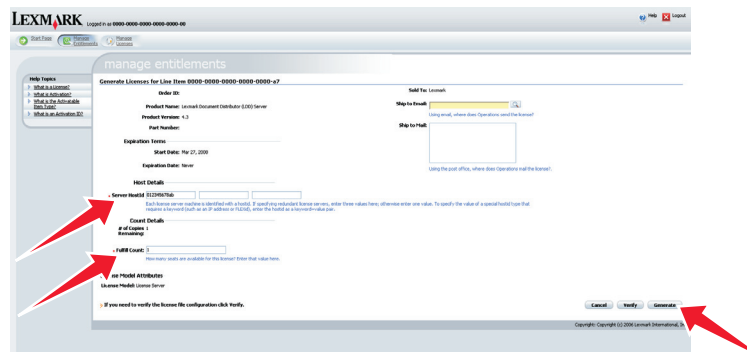 LEXMARK Logged in as 0000-0000-0000-0000-0000-00
Help Logout
Start Page Manage Entitlements Manage Licenses
manage entitlements
Help Topics
What is a License?
What is Activation?
What is the Activatable
Item Type?
What is an Activation ID?
Generate Licenses for Line Item 0000-0000-0000-0000-0000-a7
Order ID:
Product Name: Lexmark Document Distributor (LDD) Server
Product Version: 4.3
Part Number:
Expiration Terms
Start Date: Mar 27, 2008
Expiration Date: Never
Sold To: Lexmark
Ship to Email:
Using email, where does Operations send the license?
Ship to Mail:
Using the post office, where does Operations mail the license?
Host Details
Server HostId
Each license server machine is identified with a hostid. If specifying redundant license servers, enter three values here; otherwise enter one value. To specify the value of a special hostid type that
requires a keyword (such as an IP address or FLEXid), enter the hostid as a keyword=value pair.
Count Details
# of Copies 1
Remaining:
Fulfill Count:
How many seats are available for this license? Enter that value here.
Model Attributes
License Model: License Server
If you need to verify the license file configuration click Verify.
Cancel Verify Generate
Copyright: Copyright (c) 2006 Lexmark International,